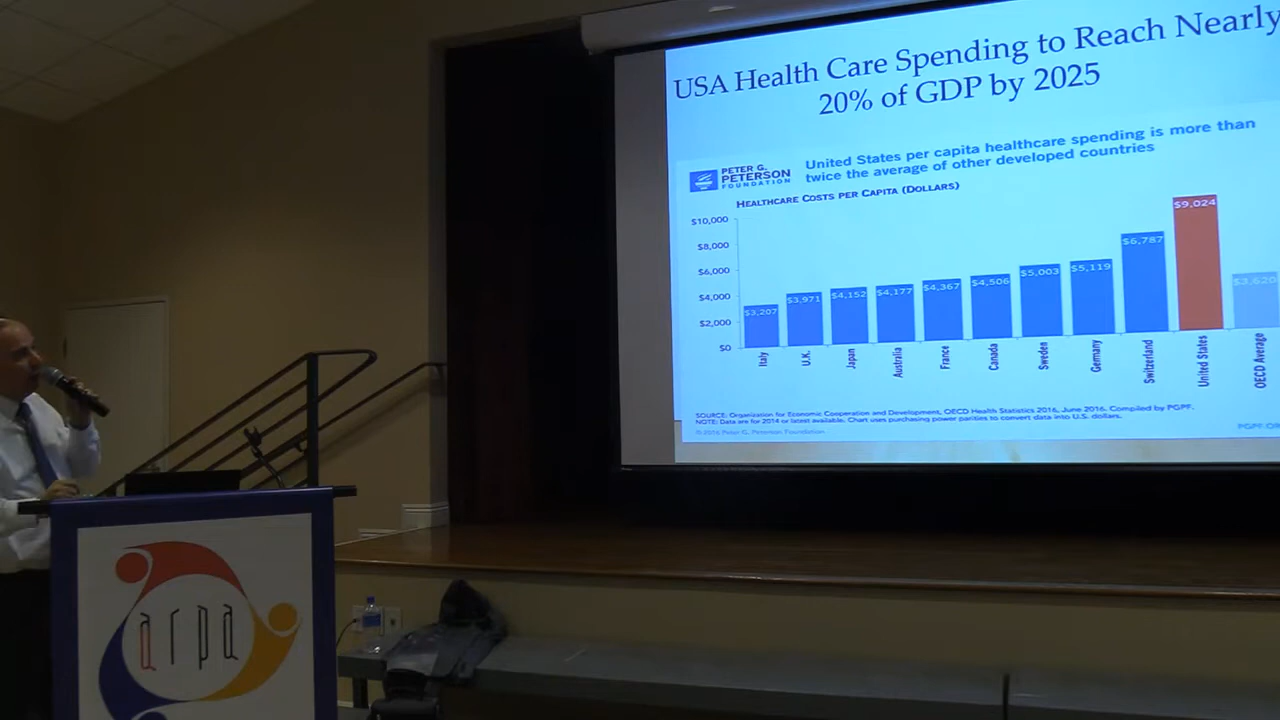 USA Health Care Spending to Reach Nearly
20% of GDP by 2025
PETER G.
PETERSON
FOUNDATION
United States per capita healthcare spending is more than
twice the average of other developed countries
HEALTHCARE COSTS PER CAPITA (DOLLARS)
$10,000
$8,000
$6,000
$4,000
$2,000
$0
$3,207
$3,971
$4,152
$4,177
$4,367
$4,506
$5,003
$5,119
$6,787
$9,024
$3,620
Italy
U.K.
Japan
Australia
France
Canada
Sweden
Germany
Switzerland
United States
OECD Average
SOURCE: Organization for Economic Cooperation and Development, OECD Health Statistics 2016, June 2016. Compiled by PGPF.
NOTE: Data are for 2014 or latest available. Chart uses purchasing power parities to convert data into U.S. dollars.
© 2016 Peter G. Peterson Foundation
arpa